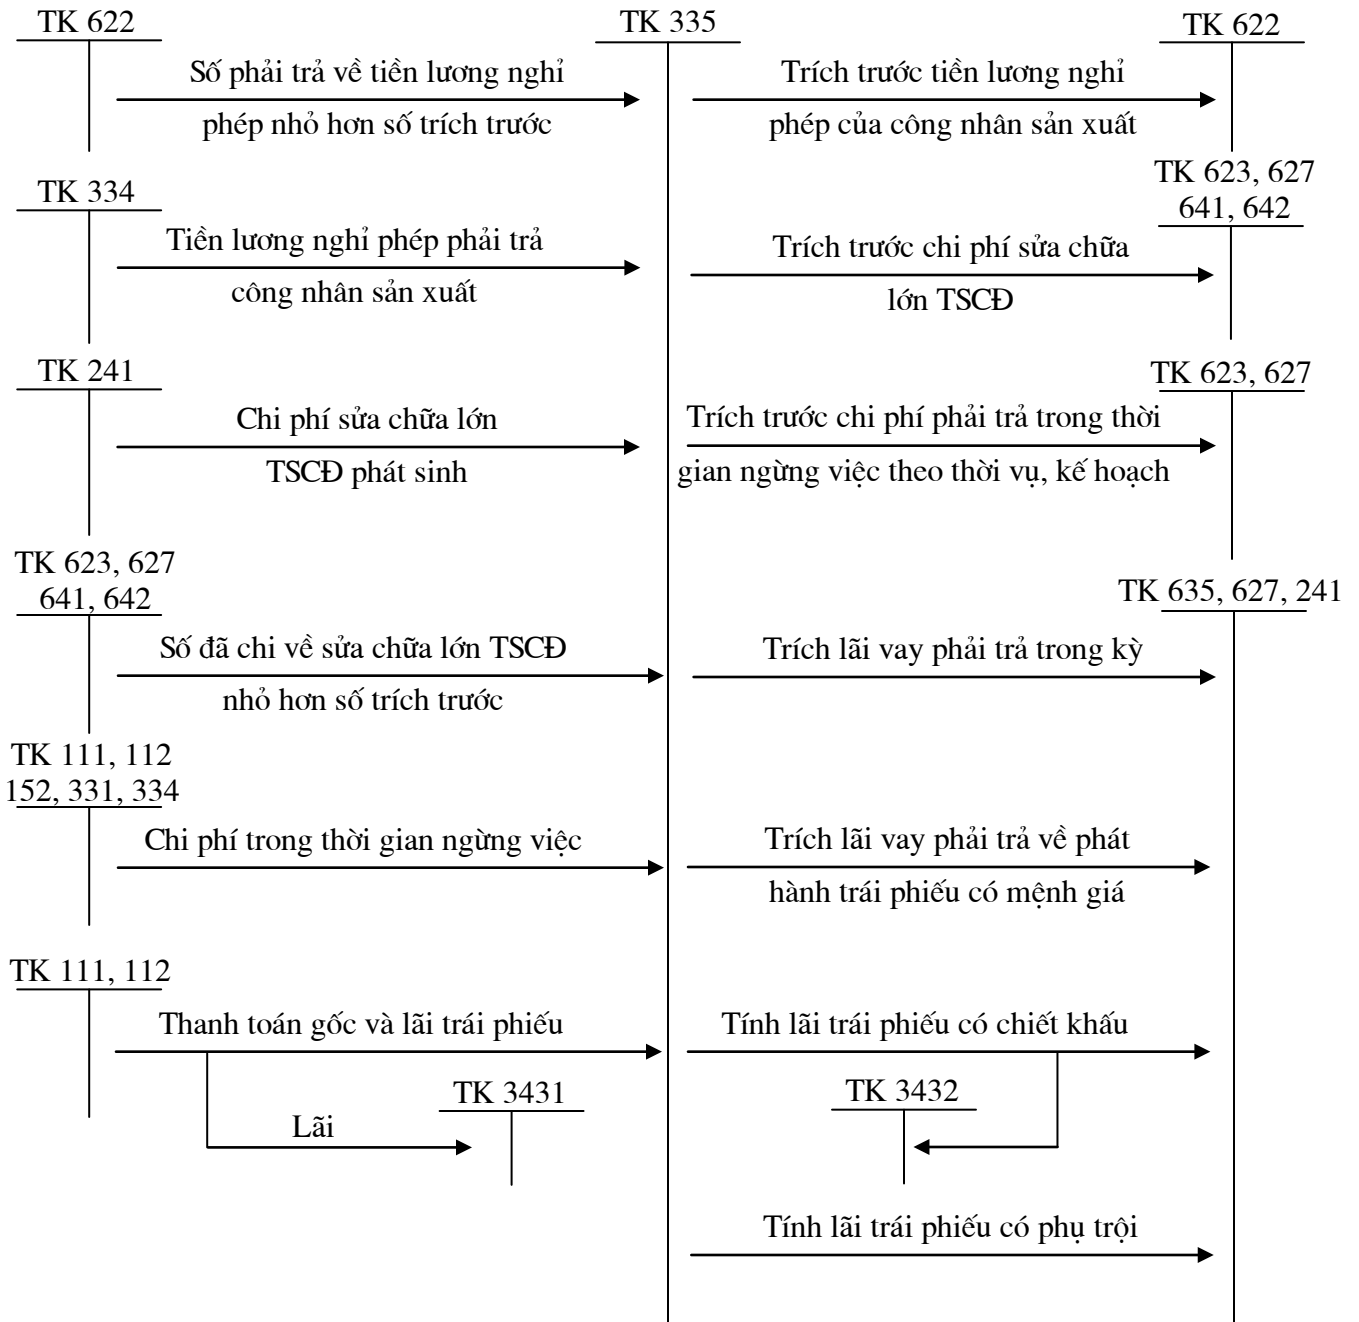 TK 622
TK 335
TK 622
Số phải trả về tiền lương nghỉ
phép nhỏ hơn số trích trước
Trích trước tiền lương nghỉ
phép của công nhân sản xuất
TK 334
TK 623, 627
641, 642
Tiền lương nghỉ phép phải trả
công nhân sản xuất
Trích trước chi phí sửa chữa
lớn TSCĐ
TK 241
TK 623, 627
Chi phí sửa chữa lớn
TSCĐ phát sinh
Trích trước chi phí phải trả trong thời
gian ngừng việc theo thời vụ, kế hoạch
TK 623, 627
641, 642
TK 635, 627, 241
Số đã chi về sửa chữa lớn TSCĐ
nhỏ hơn số trích trước
Trích lãi vay phải trả trong kỳ
TK 111, 112
152, 331, 334
Chi phí trong thời gian ngừng việc
Trích lãi vay phải trả về phát
hành trái phiếu có mệnh giá
TK 111, 112
Thanh toán gốc và lãi trái phiếu
Tính lãi trái phiếu có chiết khấu
TK 3431
TK 3432
Lãi
Tính lãi trái phiếu có phụ trội